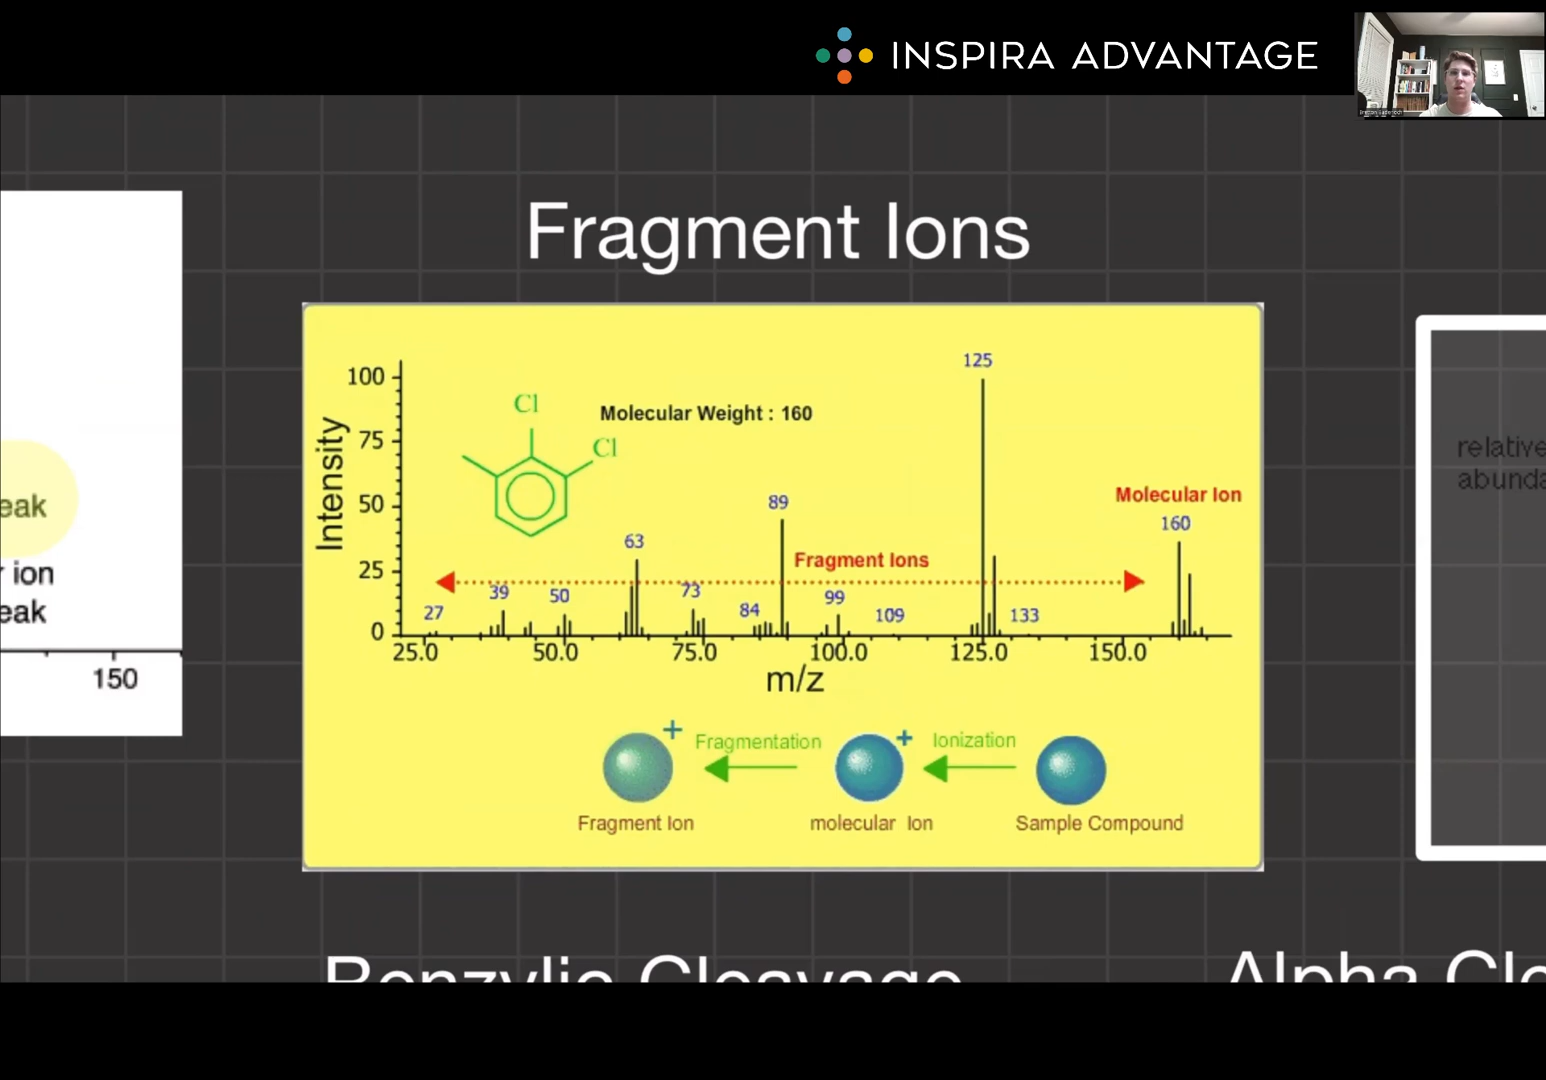 INSPIRA ADVANTAGE
Fragment Ions
eak
r ion
eak
150
100
75
50
25
0
Intensity
Cl
Cl
Molecular Weight : 160
27
39
50
63
73
84
89
99
109
125
133
160
Fragment Ions
Molecular Ion
25.0
50.0
75.0
100.0
125.0
150.0
m/z
+
Fragmentation
+
Ionization
Fragment Ion
molecular Ion
Sample Compound
relative
abunda
Benzylic Cleavage
Alpha Cle